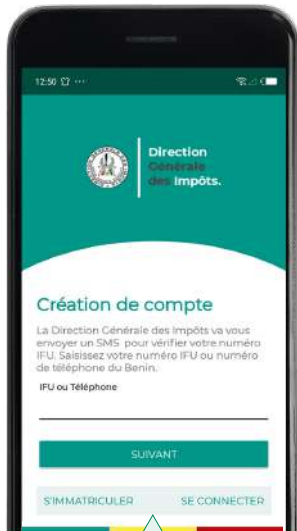 12:50
Direction
Générale
des Impôts.
Création de compte
La Direction Générale des Impôts va vous
envoyer un SMS pour vérifier votre numéro
IFU. Saisissez votre numéro IFU ou numéro
de téléphone du Benin.
IFU ou Téléphone
SUIVANT
S'IMMATRICULER SE CONNECTER